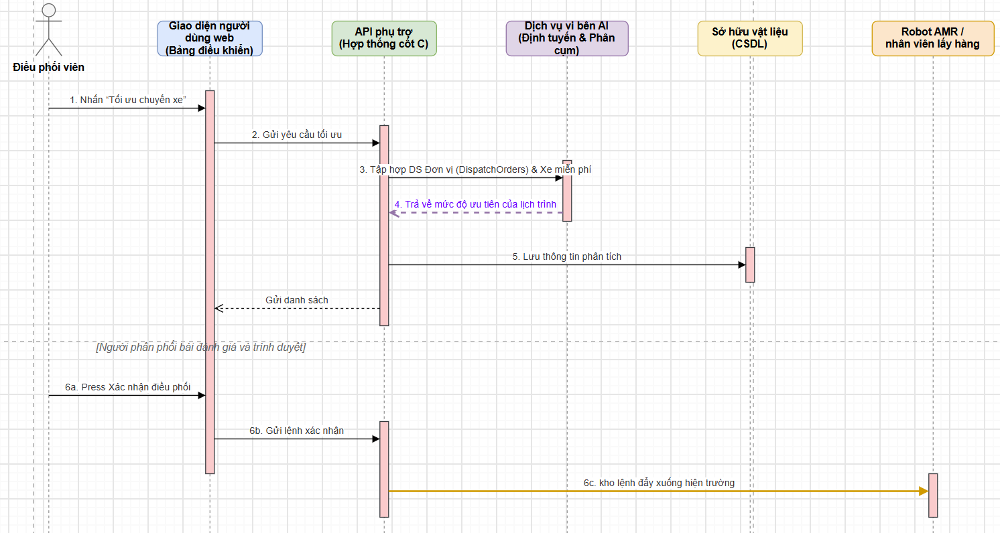 Điều phối viên
Giao diện người
dùng web
(Bảng điều khiển)
API phụ trợ
(Hợp thống cốt C)
Dịch vụ vi bên AI
(Định tuyến & Phân
cụm)
Sở hữu vật liệu
(CSDL)
Robot AMR /
nhân viên lấy hàng
1. Nhấn “Tối ưu chuyến xe”
2. Gửi yêu cầu tối ưu
3. Tập hợp DS Đơn vị (DispatchOrders) & Xe miễn phí
4. Trả về mức độ ưu tiên của lịch trình
5. Lưu thông tin phân tích
Gửi danh sách
[Người phân phối bài đánh giá và trình duyệt]
6a. Press Xác nhận điều phối
6b. Gửi lệnh xác nhận
6c. kho lệnh đẩy xuống hiện trường